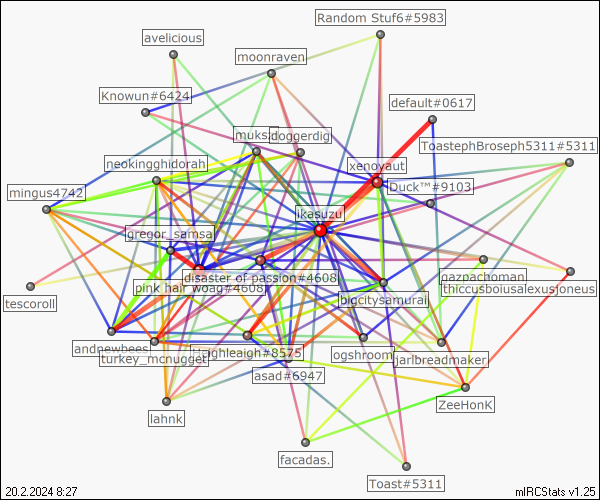 Random Stuf6#5983
avelicious
moonraven
Knowun#6424
default#0617
muks
doggerdig
ToastephBroseph5311#5311
xenovaut
neokingghidorah
Duck™#9103
mingus4742
ikasuzu
gregor_samsa
gazpachoman
disaster of passion#4608
pink hair woag#4608
thiccusboiusalexusjoneus
tescoroll
bigcitysamurai
andnewbees
turkey_mcnugget
leighleaigh#8575
ogshroom
jarbreadmaker
asad#6947
ZeeHonK
lahnk
facadas.
Toast#5311
20.2.2024 8:27
mIRCStats v1.25